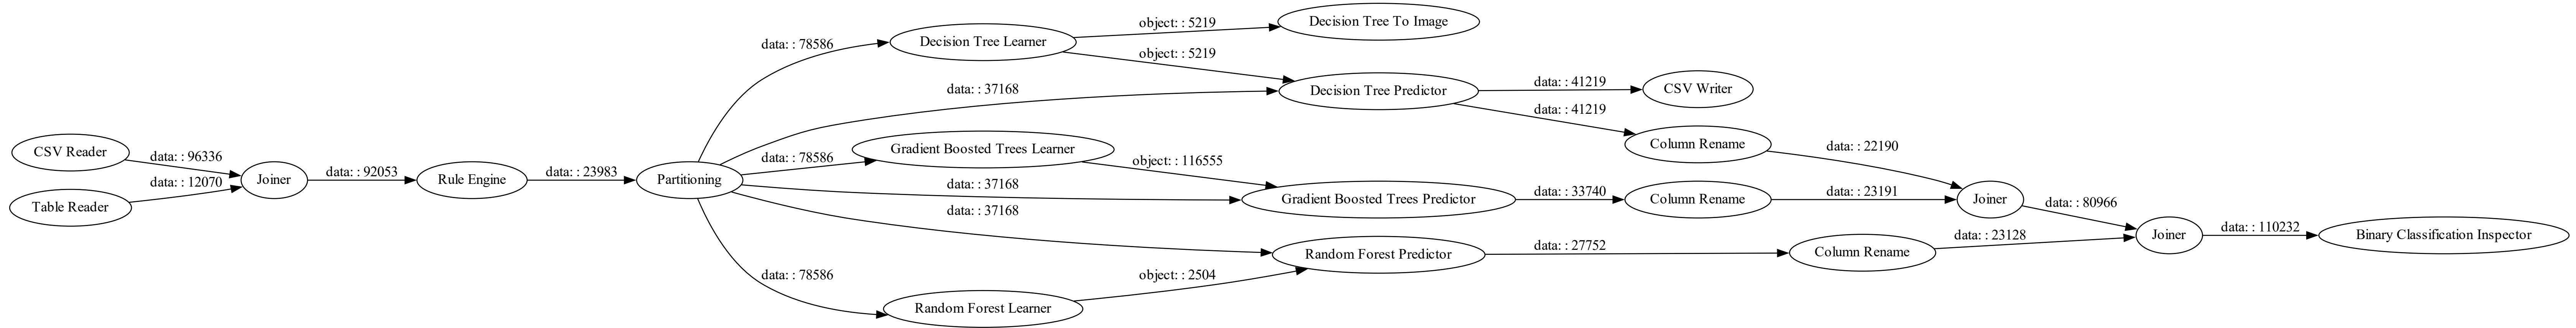 Decision Tree To Image
object: : 5219
data: : 78586
Decision Tree Learner
object: : 5219
data: : 37168
Decision Tree Predictor
data: : 41219
CSV Writer
data: : 41219
Column Rename
data: : 22190
CSV Reader
data: : 96336
Table Reader
data: : 12070
Joiner
data: : 92053
Rule Engine
data: : 23983
Partitioning
data: : 78586
Gradient Boosted Trees Learner
object: : 116555
data: : 37168
Gradient Boosted Trees Predictor
data: : 33740
Column Rename
data: : 23191
Joiner
data: : 80966
data: : 37168
Random Forest Predictor
data: : 27752
Column Rename
data: : 23128
Joiner
data: : 110232
Binary Classification Inspector
data: : 78586
Random Forest Learner
object: : 2504